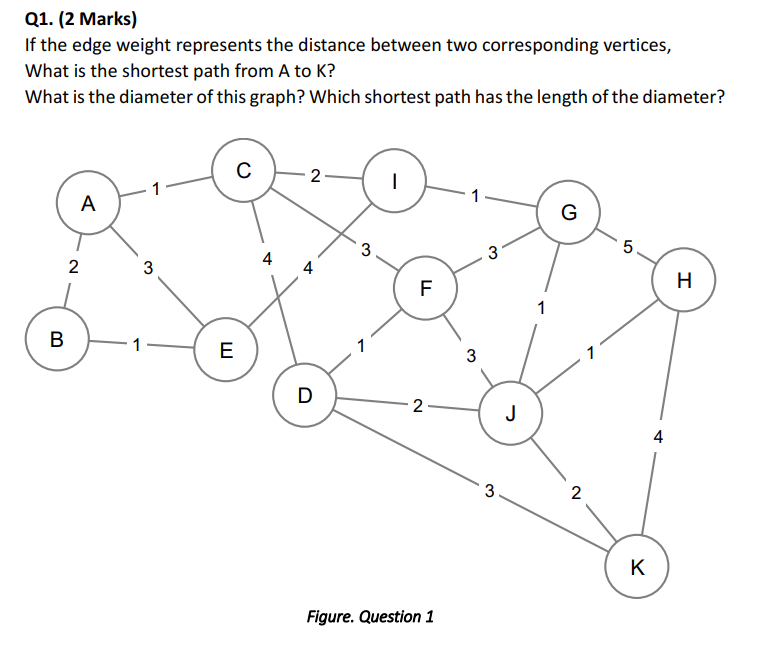 Q1. (2 Marks)
If the edge weight represents the distance between two corresponding vertices,
What is the shortest path from A to K?
What is the diameter of this graph? Which shortest path has the length of the diameter?
C
2
I
1
A
1
G
3
5
2
3
4
4
3
H
F
B
1
E
1
1
3
1
D
2
J
4
3
2
K
Figure. Question 1